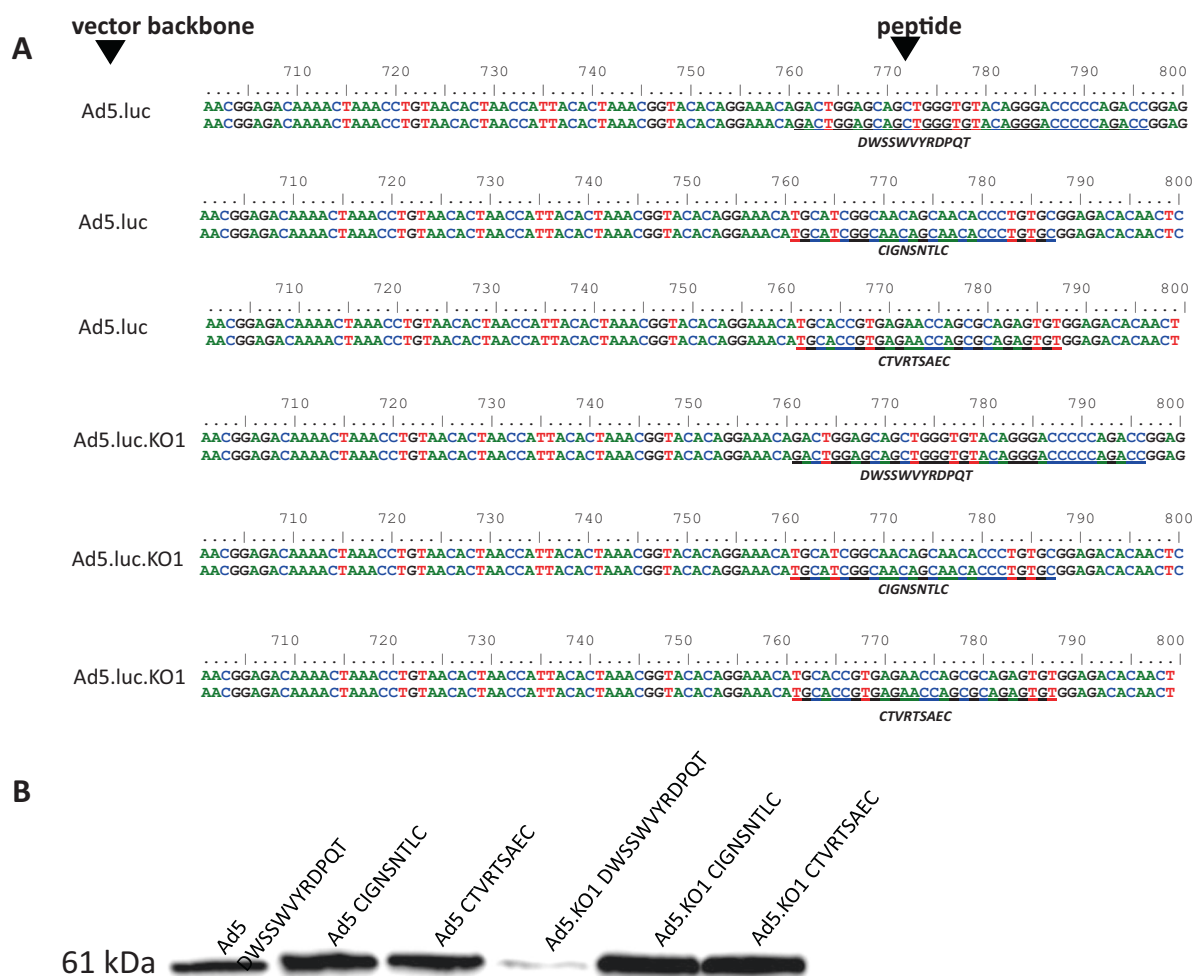 vector backbone
peptide
A
710 720 730 740 750 760 770 780 790 800
Ad5.luc
AACGGAGACAAAACTAAACCTGTAACACTAACCATTACACTAAACGGTACACAGGAAACAGACTGGAGCAGCTGGGTGTACAGGGACCCCCAGACCGGAG
AACGGAGACAAAACTAAACCTGTAACACTAACCATTACACTAAACGGTACACAGGAAACAGACTGGAGCAGCTGGGTGTACAGGGACCCCCAGACCGGAG
DWSSWVYRDPQT
710 720 730 740 750 760 770 780 790 800
Ad5.luc
AACGGAGACAAAACTAAACCTGTAACACTAACCATTACACTAAACGGTACACAGGAAACATGCATCGGCAACAGCAACACCCTGTGCGGAGACACAACTC
AACGGAGACAAAACTAAACCTGTAACACTAACCATTACACTAAACGGTACACAGGAAACATGCATCGGCAACAGCAACACCCTGTGCGGAGACACAACTC
CIGNSNTLC
710 720 730 740 750 760 770 780 790 800
Ad5.luc
AACGGAGACAAAACTAAACCTGTAACACTAACCATTACACTAAACGGTACACAGGAAACATGCACCGTGAGAACCAGCGCAGAGTGTGGAGACACAACT
AACGGAGACAAAACTAAACCTGTAACACTAACCATTACACTAAACGGTACACAGGAAACATGCACCGTGAGAACCAGCGCAGAGTGTGGAGACACAACT
CTVRTSAEC
710 720 730 740 750 760 770 780 790 800
Ad5.luc.KO1
AACGGAGACAAAACTAAACCTGTAACACTAACCATTACACTAAACGGTACACAGGAAACAGACTGGAGCAGCTGGGTGTACAGGGACCCCCAGACCGGAG
AACGGAGACAAAACTAAACCTGTAACACTAACCATTACACTAAACGGTACACAGGAAACAGACTGGAGCAGCTGGGTGTACAGGGACCCCCAGACCGGAG
DWSSWVYRDPQT
710 720 730 740 750 760 770 780 790 800
Ad5.luc.KO1
AACGGAGACAAAACTAAACCTGTAACACTAACCATTACACTAAACGGTACACAGGAAACATGCATCGGCAACAGCAACACCCTGTGCGGAGACACAACTC
AACGGAGACAAAACTAAACCTGTAACACTAACCATTACACTAAACGGTACACAGGAAACATGCATCGGCAACAGCAACACCCTGTGCGGAGACACAACTC
CIGNSNTLC
710 720 730 740 750 760 770 780 790 800
Ad5.luc.KO1
AACGGAGACAAAACTAAACCTGTAACACTAACCATTACACTAAACGGTACACAGGAAACATGCACCGTGAGAACCAGCGCAGAGTGTGGAGACACAACT
AACGGAGACAAAACTAAACCTGTAACACTAACCATTACACTAAACGGTACACAGGAAACATGCACCGTGAGAACCAGCGCAGAGTGTGGAGACACAACT
CTVRTSAEC
B
Ad5
DWSSWVYRDPQT
Ad5 CIGNSNTLC
Ad5 CTVRTSAEC
Ad5.KO1 DWSSWVYRDPQT
Ad5.KO1 CIGNSNTLC
Ad5.KO1 CTVRTSAEC
61 kDa